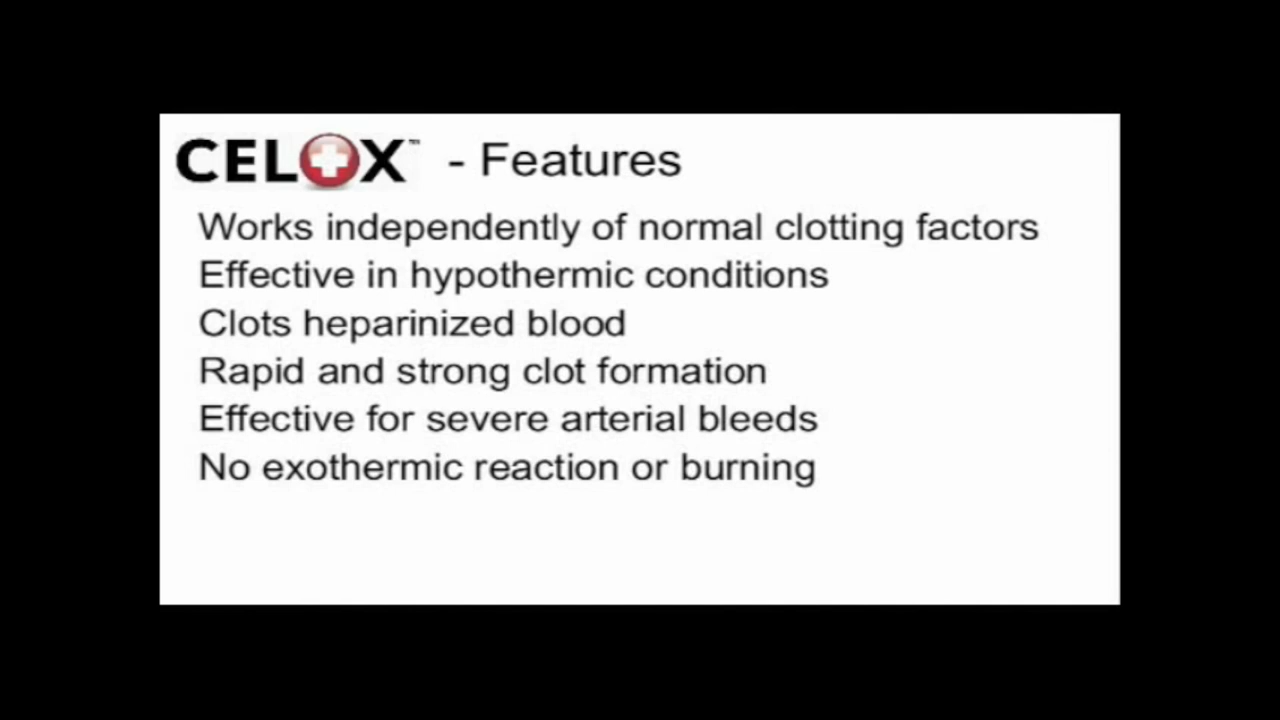 CELOX™ - Features
Works independently of normal clotting factors
Effective in hypothermic conditions
Clots heparinized blood
Rapid and strong clot formation
Effective for severe arterial bleeds
No exothermic reaction or burning